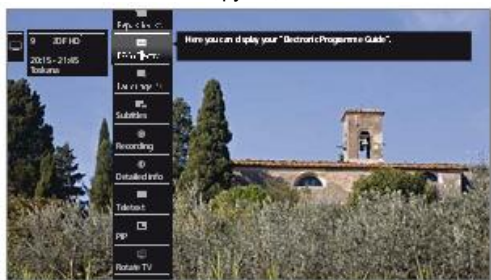 9 ZDF HD
20:15 - 21:45
Toskana
Here you can display your "Electronic Programme Guide".
Subtitles
Recording
Detailed info
Teletext
PIP
Rotate TV